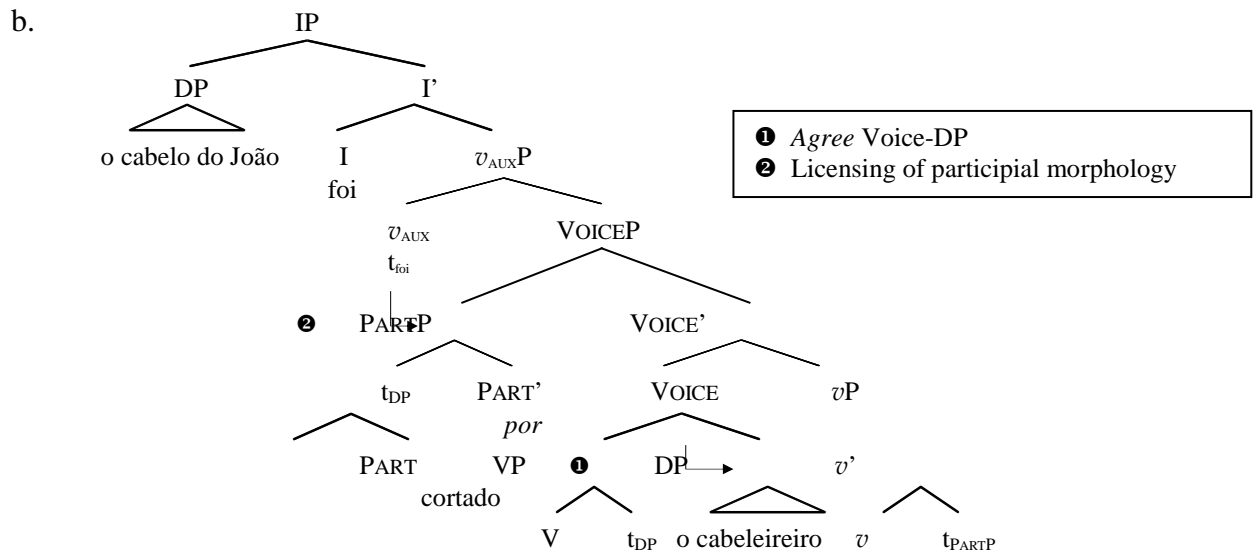 b.
IP
DP I’
❶ Agree Voice-DP
❷ Licensing of participial morphology
o cabelo do João I vAUXP
foi
vAUX VOICEP
tfoi
❷ PARTP VOICE’
tDP PART’ VOICE vP
por
PART VP ❶ DP v’
cortado
V tDP o cabeleireiro v tPARTP